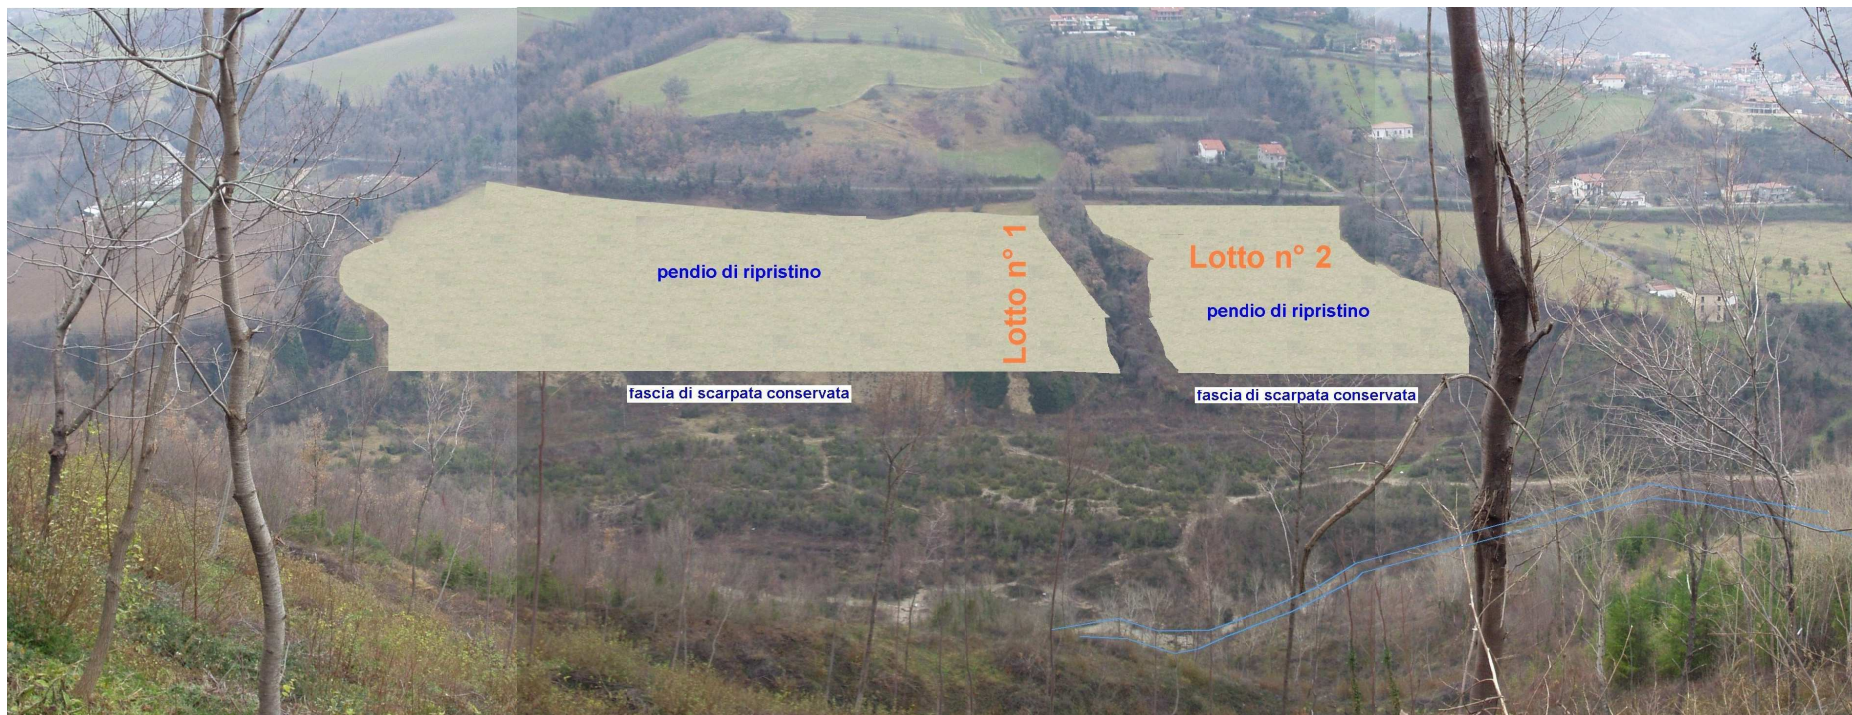 Lotto n° 1
Lotto n° 2
pendio di ripristino
pendio di ripristino
fascia di scarpata conservata
fascia di scarpata conservata